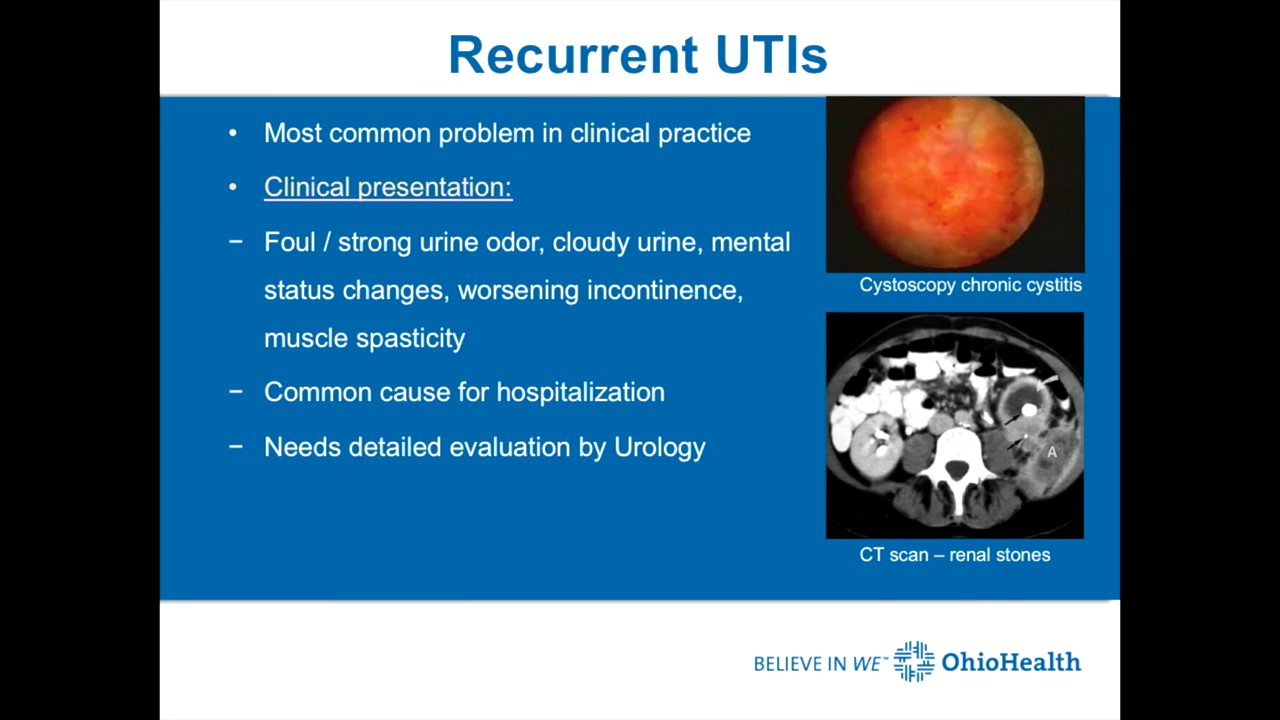 Recurrent UTIs
• Most common problem in clinical practice
• Clinical presentation:
− Foul / strong urine odor, cloudy urine, mental
status changes, worsening incontinence,
muscle spasticity
− Common cause for hospitalization
− Needs detailed evaluation by Urology
Cystoscopy chronic cystitis
A
CT scan – renal stones
BELIEVE IN WE™ OhioHealth